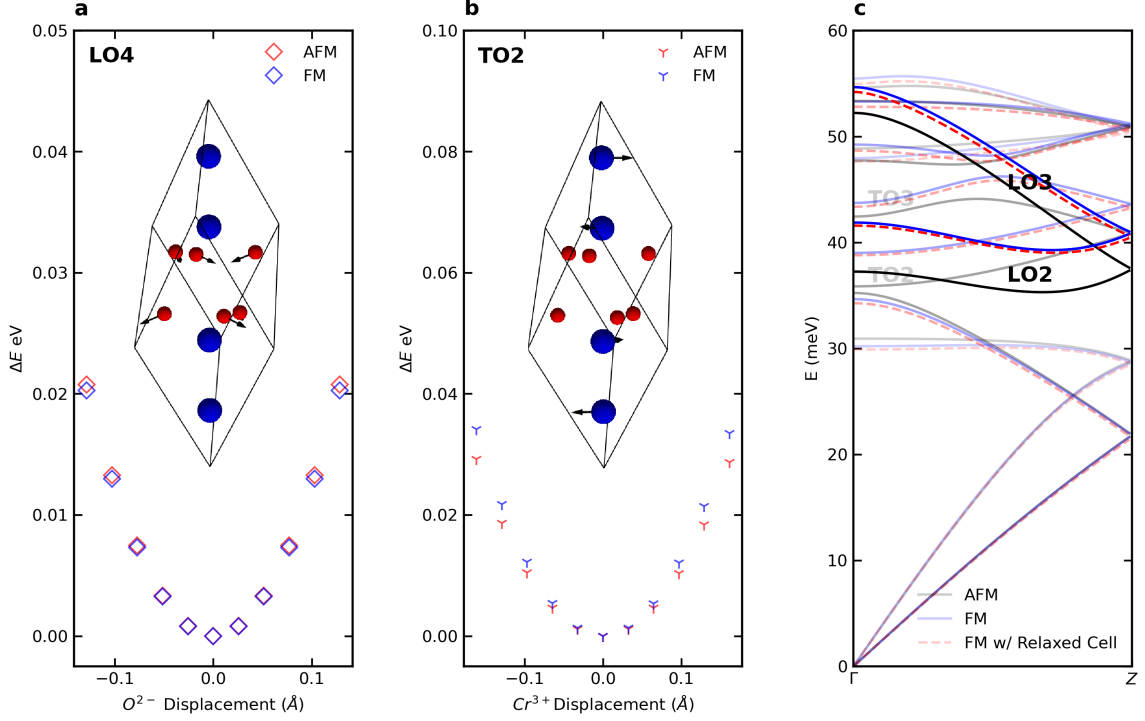 a
LO4
AFM
FM
0.05
0.04
0.03
0.02
0.01
0.00
ΔE eV
−0.1
0.0
0.1
O²⁻ Displacement (Å)
b
TO2
AFM
FM
0.10
0.08
0.06
0.04
0.02
0.00
ΔE eV
−0.1
0.0
0.1
Cr³⁺Displacement (Å)
c
60
50
40
30
20
10
0
E (meV)
LO3
TO3
TO2
LO2
AFM
FM
FM w/ Relaxed Cell
Γ
Z